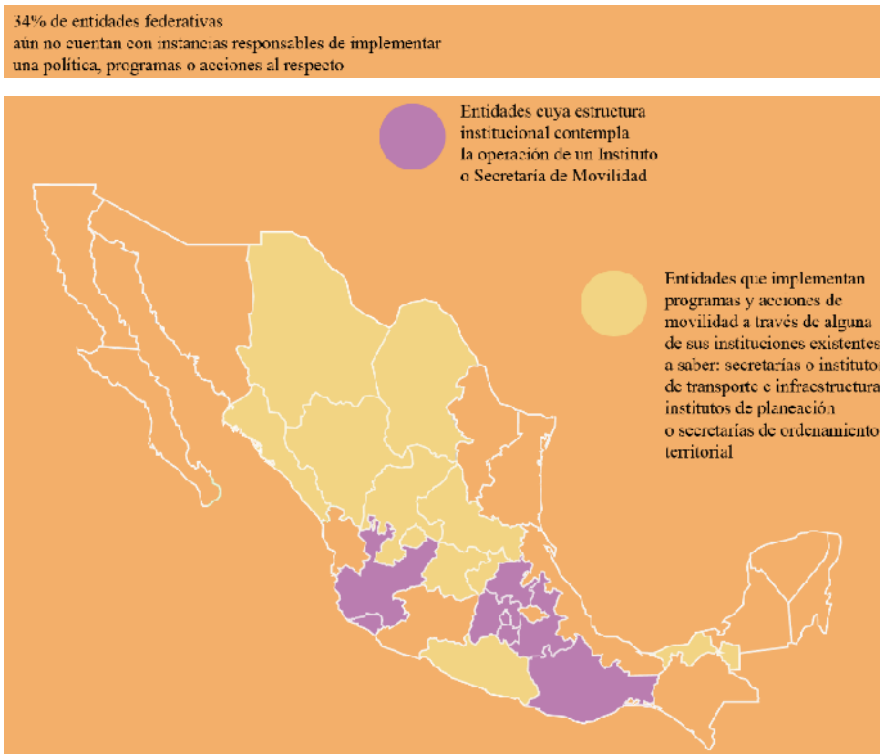 34% de entidades federativas
aún no cuentan con instancias responsables de implementar
una política, programas o acciones al respecto
Entidades cuya estructura
institucional contempla
la operación de un Instituto
o Secretaría de Movilidad
Entidades que implementan
programas y acciones de
movilidad a través de alguna
de sus instituciones existentes
a saber: secretarías o instituto
de transporte e infraestructura
institutos de planeación
o secretarías de ordenamiento
territorial